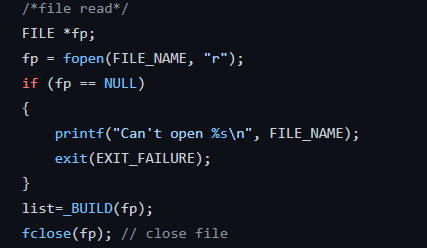 /*file read*/
FILE *fp;
fp = fopen(FILE_NAME, "r");
if (fp == NULL)
{
    printf("Can't open %s\n", FILE_NAME);
    exit(EXIT_FAILURE);
}
list=_BUILD(fp);
fclose(fp); // close file